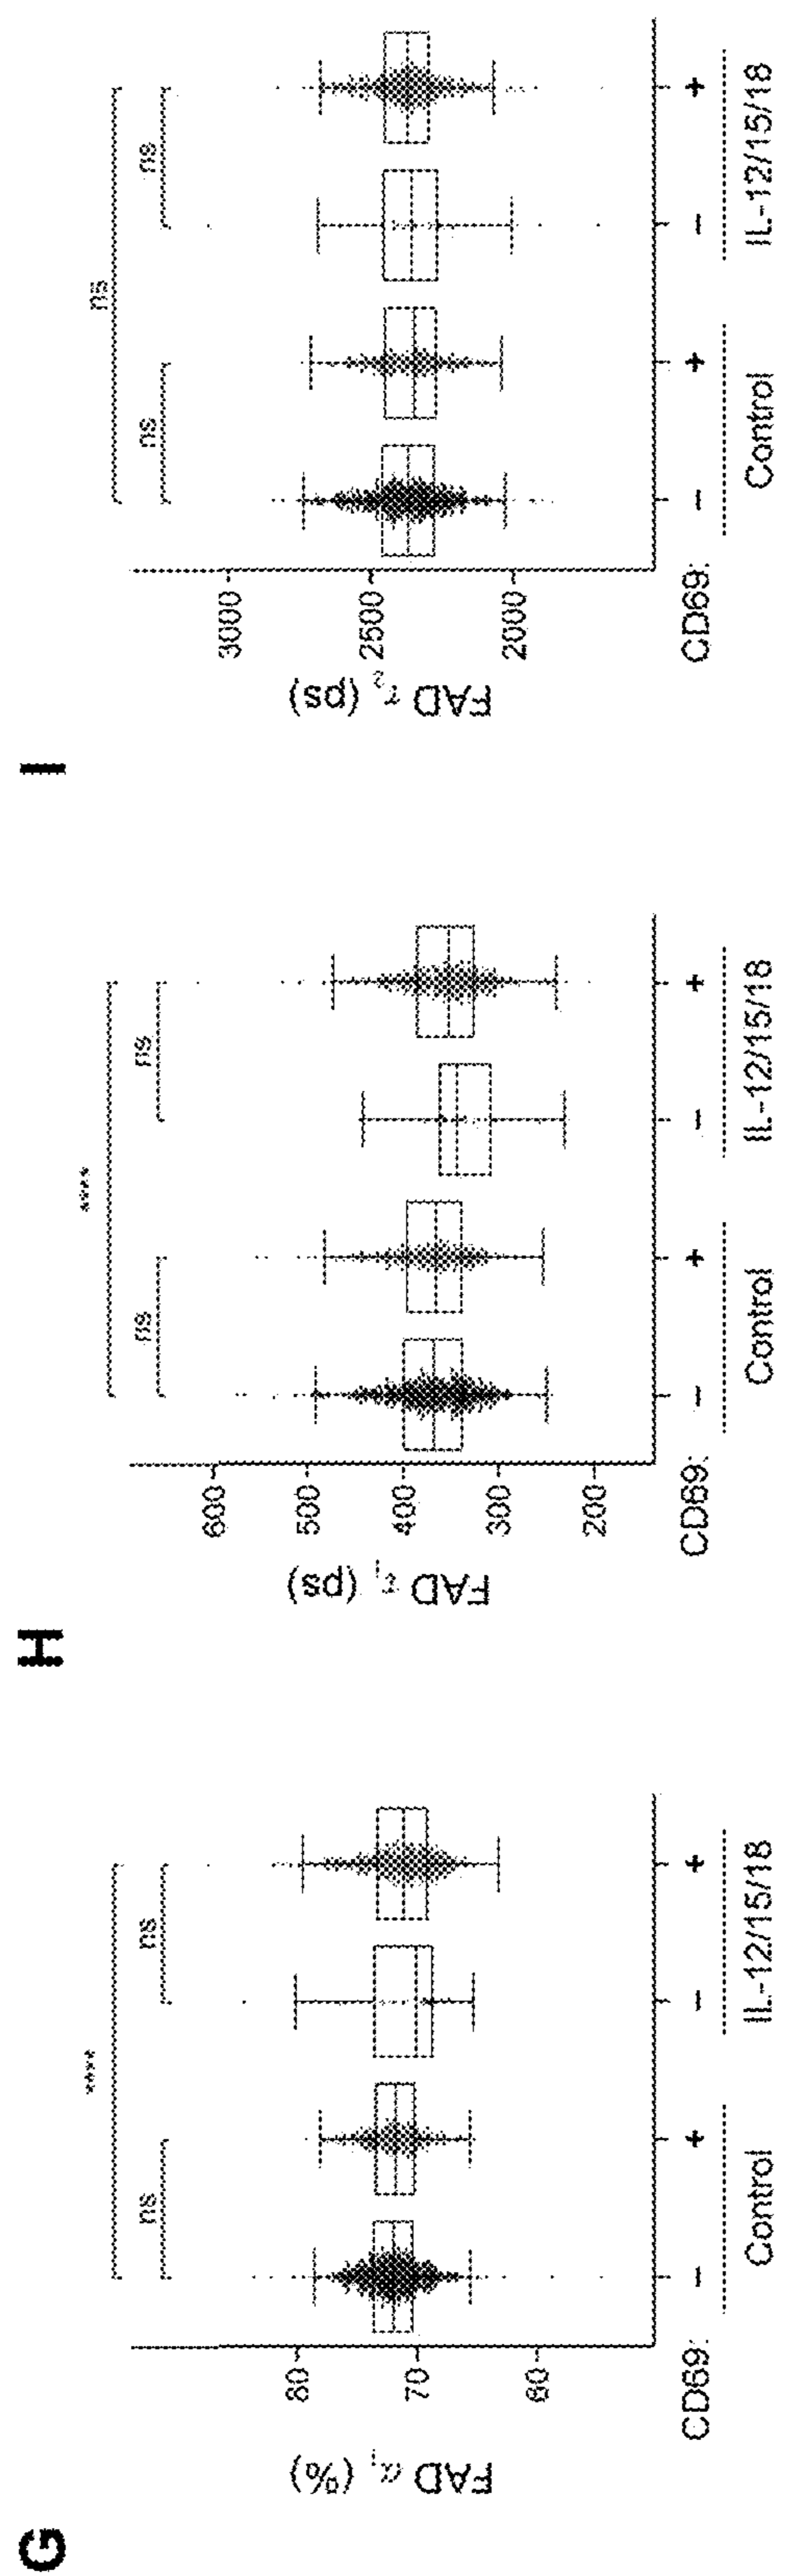 G
FAD α₁ (%)
80
70
60
****
ns
ns
CD69:
−
+
−
+
Control
IL-12/15/18
H
FAD τ₁ (ps)
600
500
400
300
200
****
ns
ns
CD69:
−
+
−
+
Control
IL-12/15/18
I
FAD τ₂ (ps)
3000
2500
2000
ns
ns
ns
CD69:
−
+
−
+
Control
IL-12/15/18